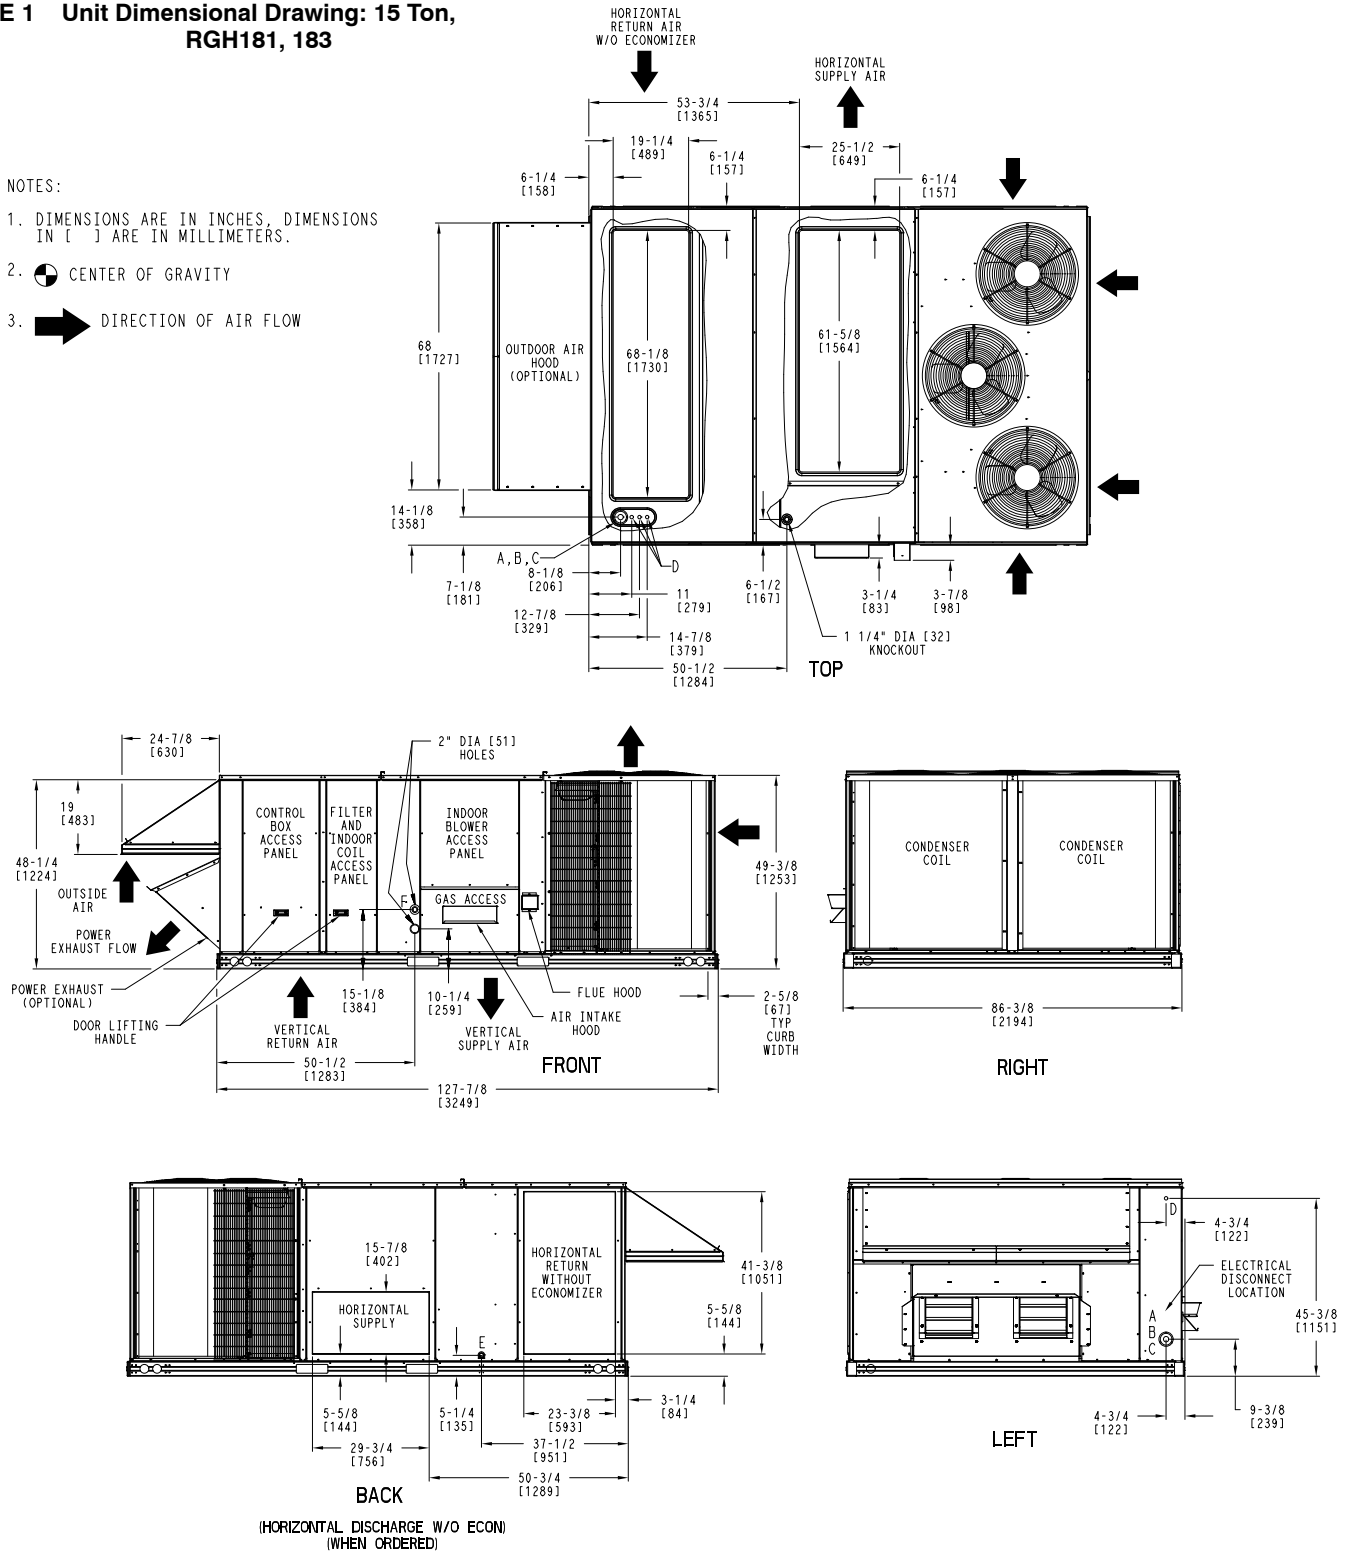 E 1 Unit Dimensional Drawing: 15 Ton,
RGH181, 183
HORIZONTAL
RETURN AIR
W/O ECONOMIZER
HORIZONTAL
SUPPLY AIR
53-3/4
[1365]
19-1/4
[489]
6-1/4
[157]
25-1/2
[649]
6-1/4
[158]
6-1/4
[157]
NOTES:
1. DIMENSIONS ARE IN INCHES, DIMENSIONS
IN [ ] ARE IN MILLIMETERS.
2. CENTER OF GRAVITY
3. DIRECTION OF AIR FLOW
68
[1727]
OUTDOOR AIR
HOOD
(OPTIONAL)
68-1/8
[1730]
61-5/8
[1564]
14-1/8
[358]
A,B,C
D
7-1/8
[181]
8-1/8
[206]
11
[279]
12-7/8
[329]
14-7/8
[379]
50-1/2
[1284]
6-1/2
[167]
3-1/4
[83]
3-7/8
[98]
1 1/4" DIA [32]
KNOCKOUT
TOP
24-7/8
[630]
2" DIA [51]
HOLES
19
[483]
48-1/4
[1224]
CONTROL
BOX
ACCESS
PANEL
FILTER
AND
INDOOR
COIL
ACCESS
PANEL
INDOOR
BLOWER
ACCESS
PANEL
F
GAS ACCESS
49-3/8
[1253]
OUTSIDE
AIR
POWER
EXHAUST FLOW
POWER EXHAUST
(OPTIONAL)
DOOR LIFTING
HANDLE
15-1/8
[384]
10-1/4
[259]
FLUE HOOD
AIR INTAKE
HOOD
2-5/8
[67]
TYP
CURB
WIDTH
VERTICAL
RETURN AIR
VERTICAL
SUPPLY AIR
50-1/2
[1283]
FRONT
127-7/8
[3249]
CONDENSER
COIL
CONDENSER
COIL
86-3/8
[2194]
RIGHT
15-7/8
[402]
HORIZONTAL
SUPPLY
HORIZONTAL
RETURN
WITHOUT
ECONOMIZER
E
41-3/8
[1051]
5-5/8
[144]
5-5/8
[144]
5-1/4
[135]
23-3/8
[593]
3-1/4
[84]
29-3/4
[756]
37-1/2
[951]
50-3/4
[1289]
BACK
(HORIZONTAL DISCHARGE W/O ECON)
(WHEN ORDERED)
D
4-3/4
[122]
ELECTRICAL
DISCONNECT
LOCATION
A
B
C
45-3/8
[1151]
4-3/4
[122]
9-3/8
[239]
LEFT